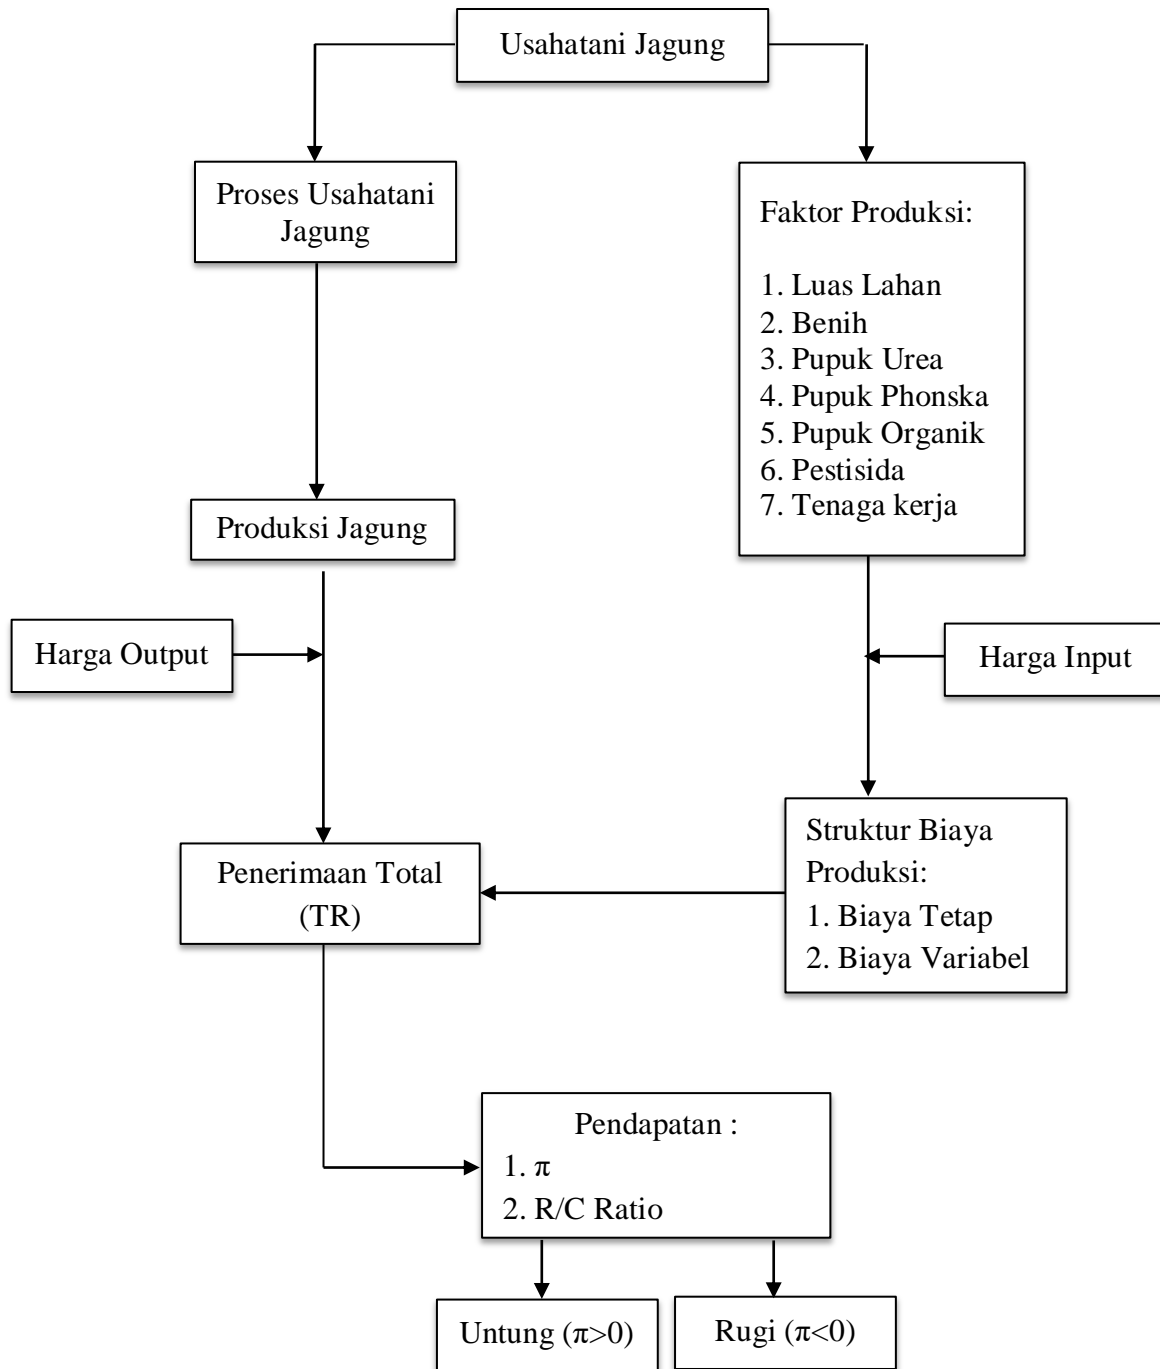 Usahatani Jagung
Proses Usahatani
Jagung
Faktor Produksi:
1. Luas Lahan
2. Benih
3. Pupuk Urea
4. Pupuk Phonska
5. Pupuk Organik
6. Pestisida
7. Tenaga kerja
Produksi Jagung
Harga Output
Harga Input
Struktur Biaya
Produksi:
1. Biaya Tetap
2. Biaya Variabel
Penerimaan Total
(TR)
Pendapatan :
1. π
2. R/C Ratio
Untung (π>0)
Rugi (π<0)